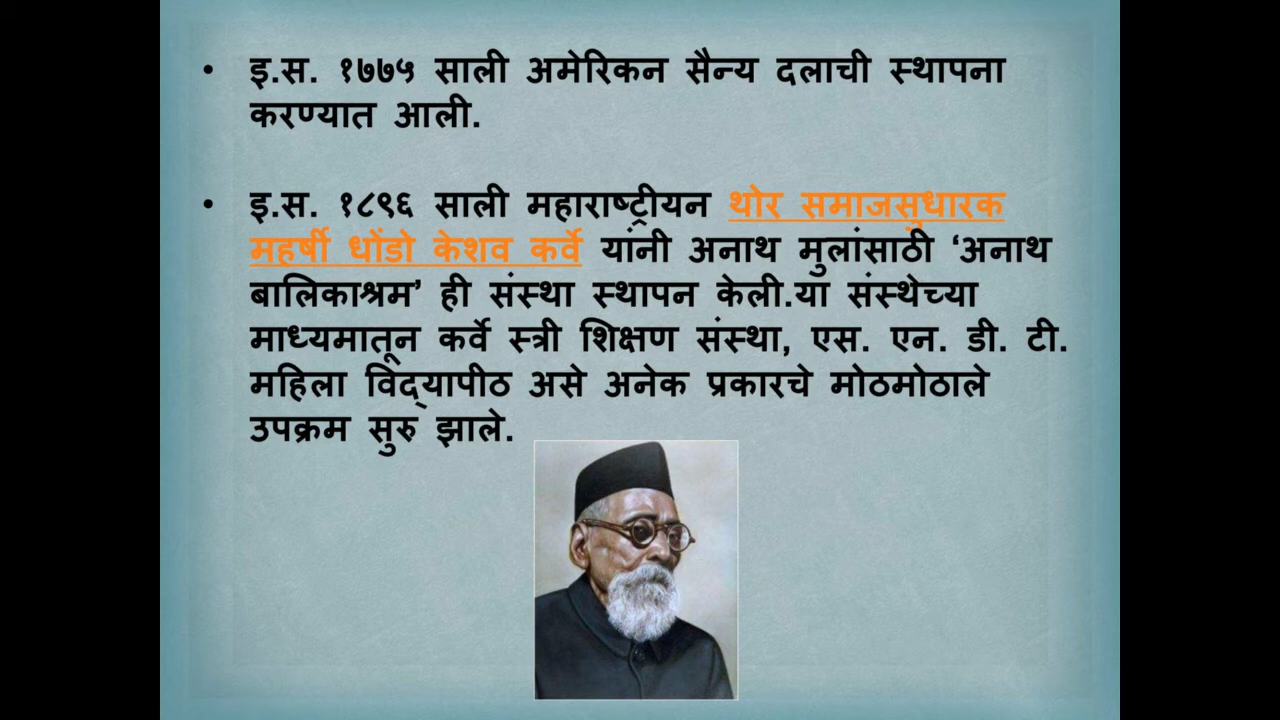 • इ.स. १७७५ साली अमेरिकन सैन्य दलाची स्थापना
करण्यात आली.
• इ.स. १८९६ साली महाराष्ट्रीयन थोर समाजसुधारक
महर्षी धोंडो केशव कर्वे यांनी अनाथ मुलांसाठी ‘अनाथ
बालिकाश्रम’ ही संस्था स्थापन केली.या संस्थेच्या
माध्यमातून कर्वे स्त्री शिक्षण संस्था, एस. एन. डी. टी.
महिला विद्‌यापीठ असे अनेक प्रकारचे मोठमोठाले
उपक्रम सुरु झाले.